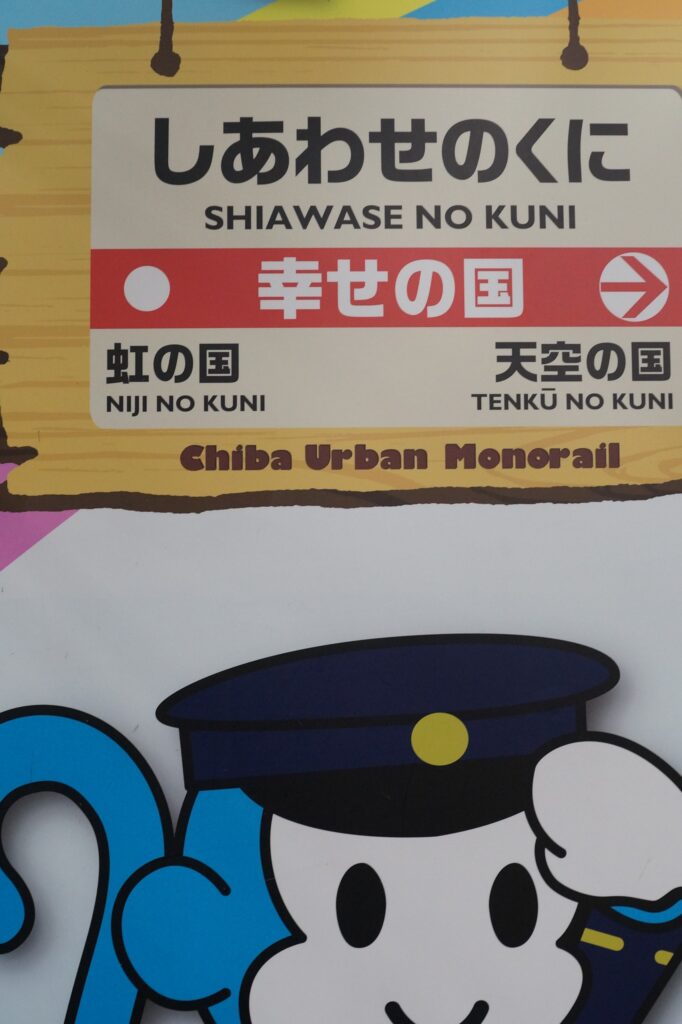 しあわせのくに
SHIAWASE NO KUNI
幸せの国
虹の国
NIJI NO KUNI
天空の国
TENKŪ NO KUNI
Chiba Urban Monorail